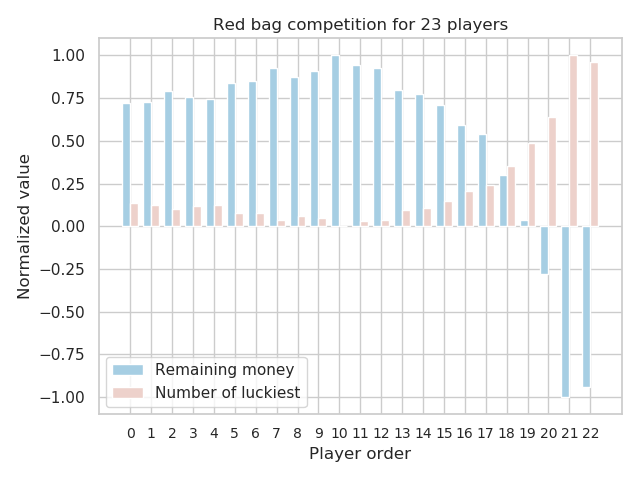 Red bag competition for 23 players
Normalized value
1.00
0.75
0.50
0.25
0.00
−0.25
−0.50
−0.75
−1.00
Remaining money
Number of luckiest
0 1 2 3 4 5 6 7 8 9 10 11 12 13 14 15 16 17 18 19 20 21 22
Player order